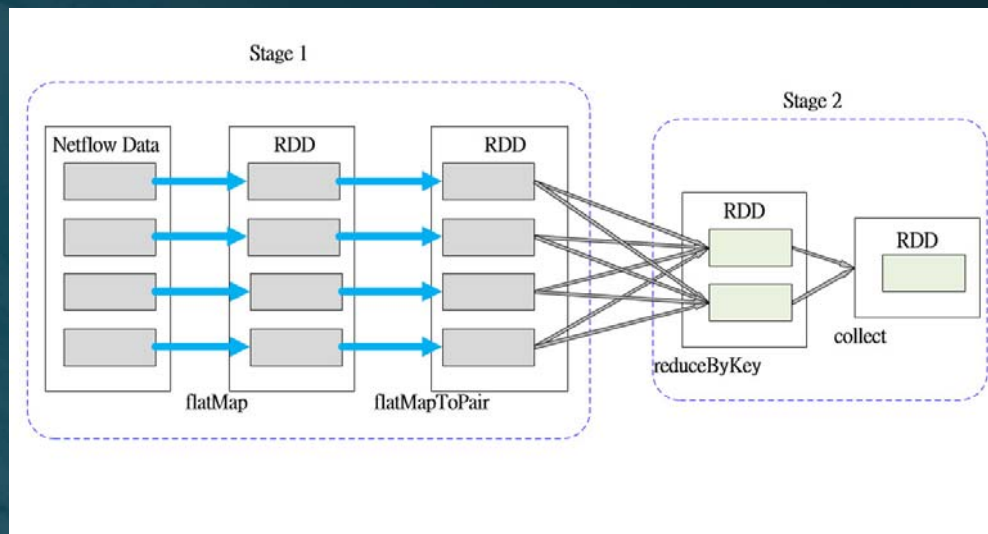 Stage 1
Stage 2
Netflow Data
RDD
RDD
RDD
RDD
flatMap
flatMapToPair
reduceByKey
collect